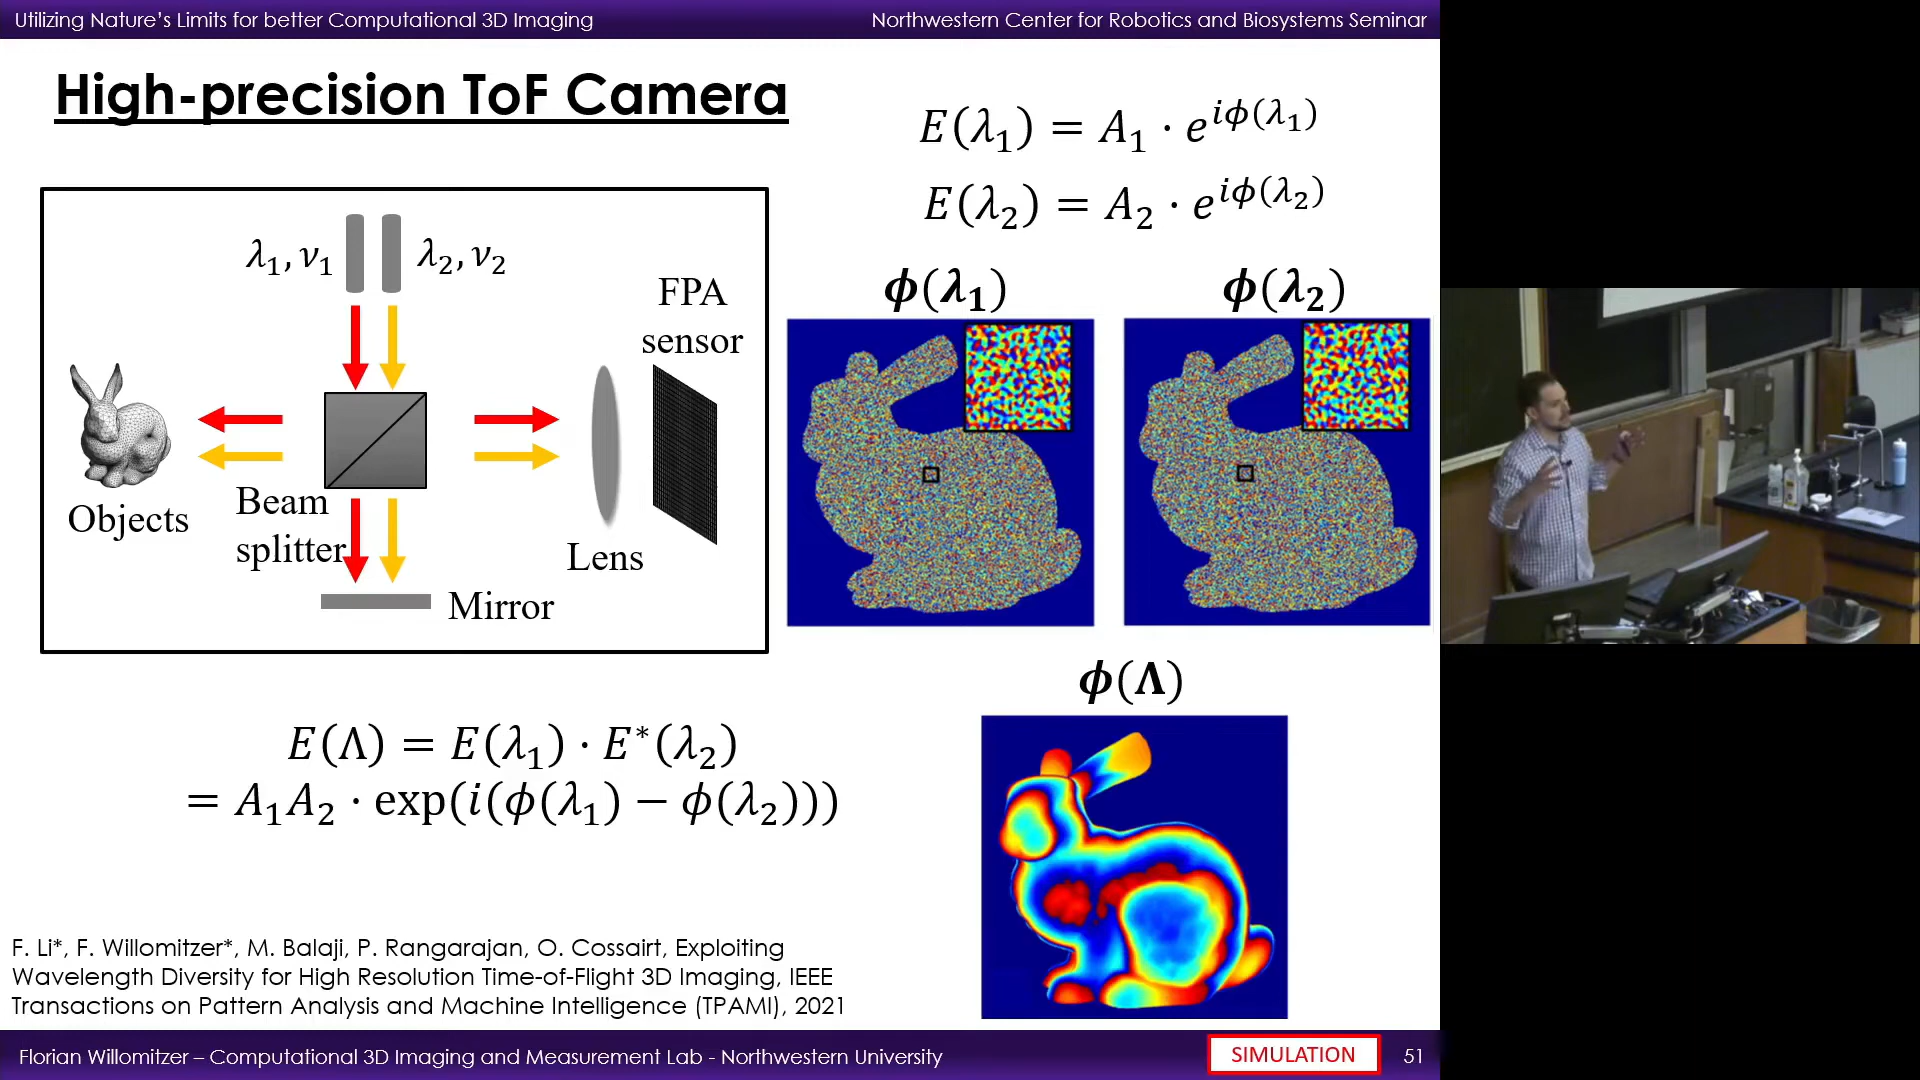 Utilizing Nature's Limits for better Computational 3D Imaging
Northwestern Center for Robotics and Biosystems Seminar
High-precision ToF Camera
E(λ₁) = A₁ · e^{iϕ(λ₁)}
E(λ₂) = A₂ · e^{iϕ(λ₂)}
λ₁, ν₁
λ₂, ν₂
FPA
sensor
Objects
Beam
splitter
Lens
Mirror
ϕ(λ₁)
ϕ(λ₂)
ϕ(Λ)
E(Λ) = E(λ₁) · E*(λ₂)
= A₁A₂ · exp(i(ϕ(λ₁) − ϕ(λ₂)))
F. Li*, F. Willomitzer*, M. Balaji, P. Rangarajan, O. Cossairt, Exploiting
Wavelength Diversity for High Resolution Time-of-Flight 3D Imaging, IEEE
Transactions on Pattern Analysis and Machine Intelligence (TPAMI), 2021
Florian Willomitzer – Computational 3D Imaging and Measurement Lab - Northwestern University
SIMULATION
51